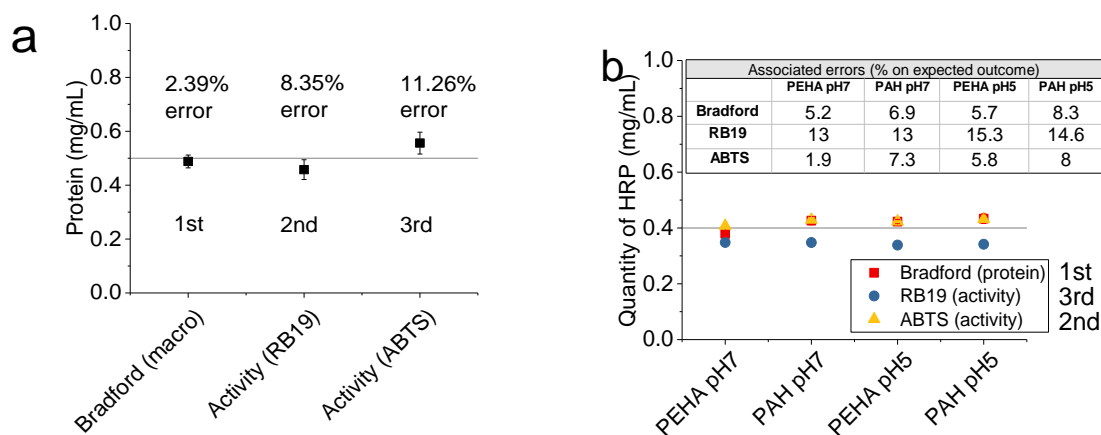 a
Protein (mg/mL)
1.0
0.8
0.6
0.4
0.2
0.0
2.39% 8.35% 11.26%
error error error
1st 2nd 3rd
Bradford (macro)
Activity (RB19)
Activity (ABTS)
b
Quantity of HRP (mg/mL)
1.0
0.8
0.6
0.4
0.2
0.0
Associated errors (% on expected outcome)
PEHA pH7 PAH pH7 PEHA pH5 PAH pH5
Bradford 5.2 6.9 5.7 8.3
RB19 13 13 15.3 14.6
ABTS 1.9 7.3 5.8 8
Bradford (protein) 1st
RB19 (activity) 3rd
ABTS (activity) 2nd
PEHA pH7
PAH pH7
PEHA pH5
PAH pH5